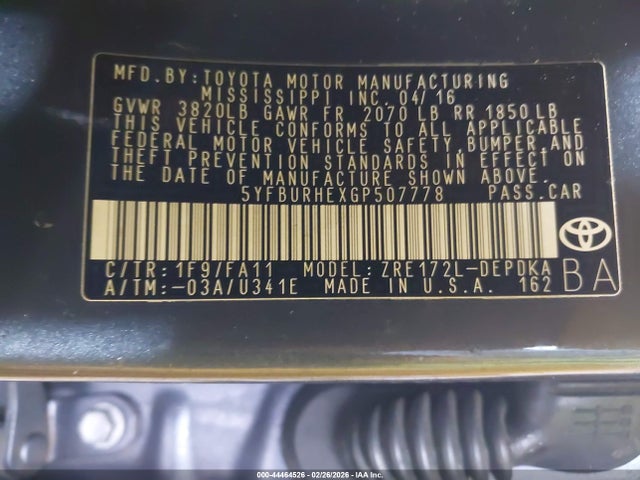 MFD.BY:TOYOTA MOTOR MANUFACTURING
MISSISSIPPI INC. 04/16
GVWR 3820LB GAWR FR 2070 LB RR 1850 LB
THIS VEHICLE CONFORMS TO ALL APPLICABLE
FEDERAL MOTOR VEHICLE SAFETY,BUMPER,AND
THEFT PREVENTION STANDARDS IN EFFECT ON
THE DATE OF MANUFACTURE SHOWN ABOVE.
5YFBURHEXGP507778 PASS.CAR
C/TR:1F9/FA11 MODEL:ZRE172L-DEPDKA
A/TM:-03A/U341E MADE IN U.S.A. 162
BA
000-44464526 - 02/26/2026 - IAA Inc.